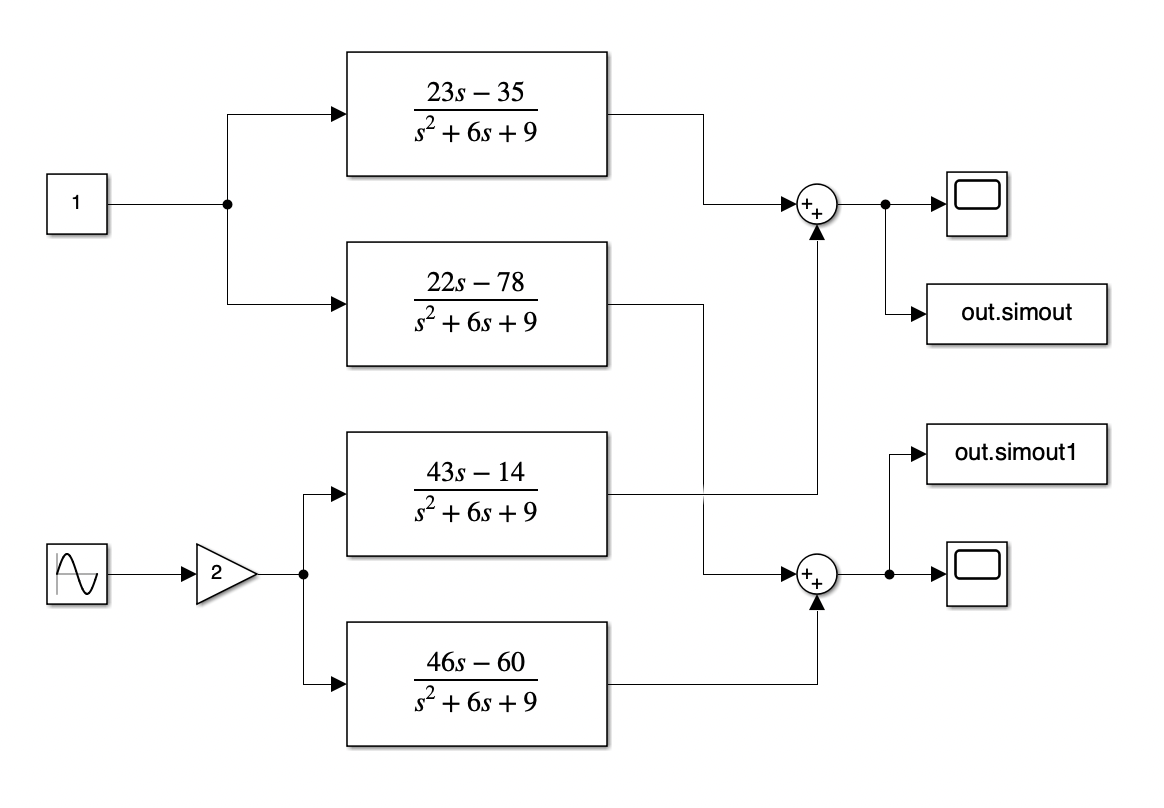 23s − 35
s² + 6s + 9
1
+
+
22s − 78
s² + 6s + 9
out.simout
43s − 14
s² + 6s + 9
out.simout1
2
+
+
46s − 60
s² + 6s + 9